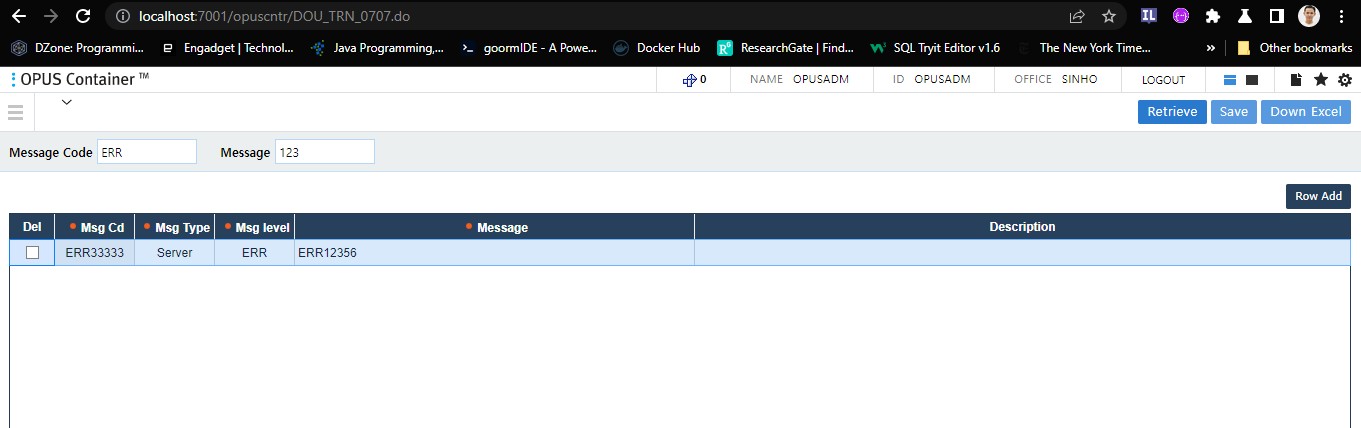 localhost:7001/opuscntr/DOU_TRN_0707.do
DZone: Programmi... Engadget | Technol... Java Programming,... goormIDE - A Powe... Docker Hub ResearchGate | Find... SQL Tryit Editor v1.6 The New York Time... » Other bookmarks
OPUS Container ™ 0 NAME OPUSADM ID OPUSADM OFFICE SINHO LOGOUT
Retrieve Save Down Excel
Message Code ERR Message 123
Row Add
Del Msg Cd Msg Type Msg level Message Description
ERR33333 Server ERR ERR12356